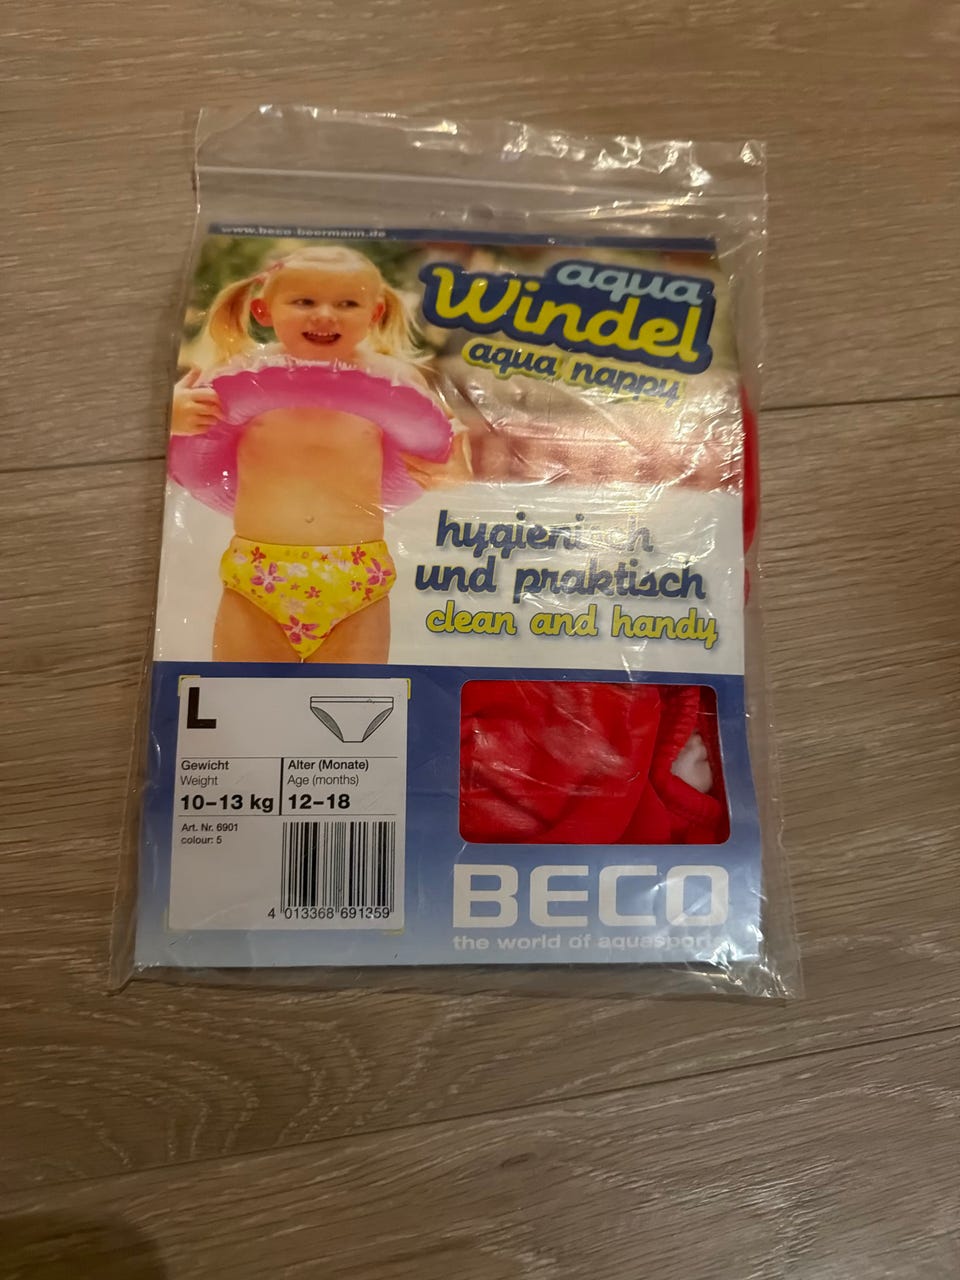 www.beco-beermann.de
aqua
Windel
aqua nappy
hygienisch
und praktisch
clean and handy
L
Gewicht
Weight
10–13 kg
Alter (Monate)
Age (months)
12–18
Art. Nr. 6901
colour: 5
4 013368 691359
BECO
the world of aquasport